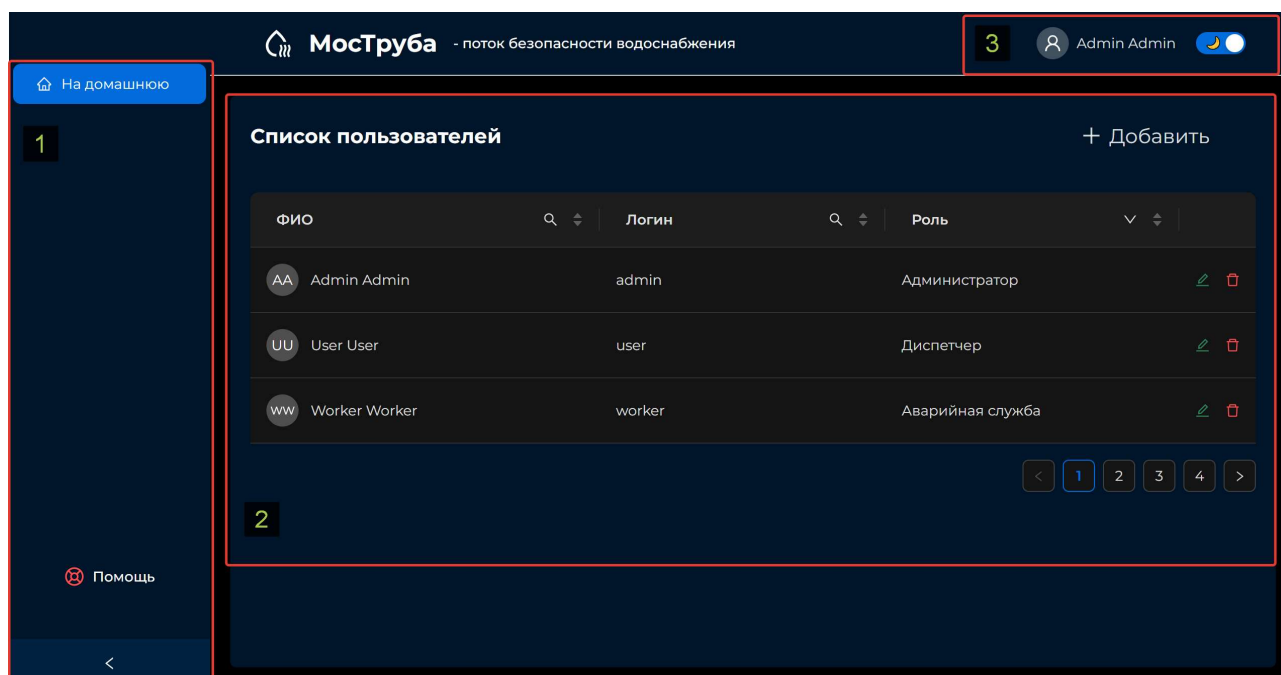 МосТруба - поток безопасности водоснабжения
3 Admin Admin
На домашнюю
1
Список пользователей + Добавить
ФИО Логин Роль
AA Admin Admin admin Администратор
UU User User user Диспетчер
WW Worker Worker worker Аварийная служба
< 1 2 3 4 >
2
Помощь
<